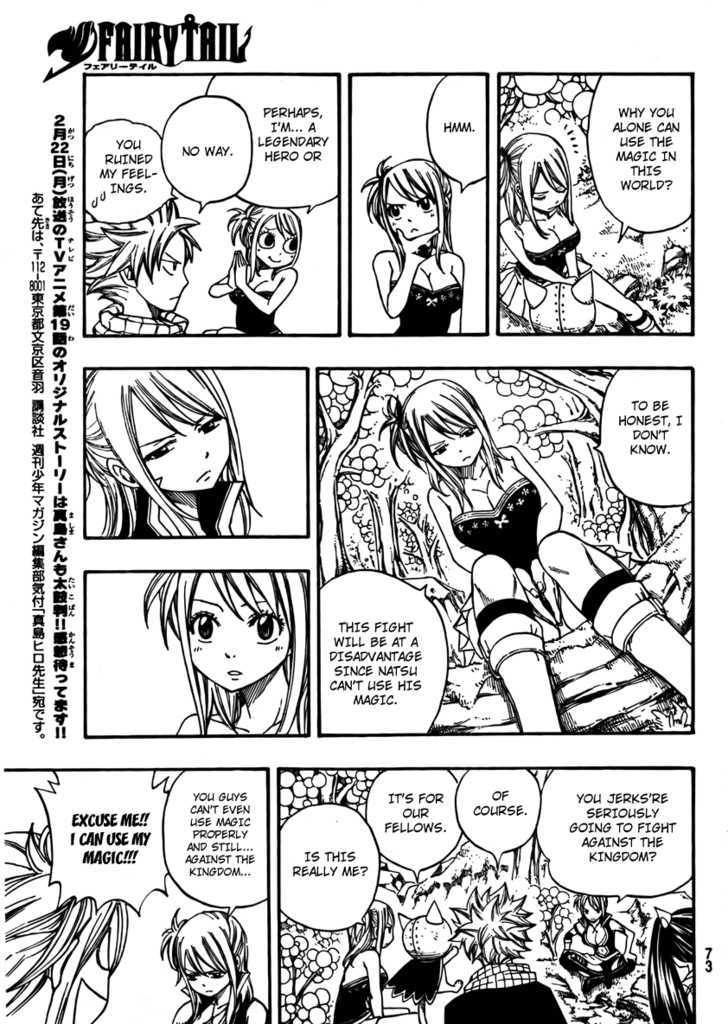 FAIRY TAIL
フェアリーテイル
WHY YOU
ALONE CAN
USE THE
MAGIC IN
THIS
WORLD?
HMM.
PERHAPS,
I'M... A
LEGENDARY
HERO OR
NO WAY.
YOU
RUINED
MY FEEL-
INGS.
2月22日(月)放送のTVアニメ第19話のオリジナルストーリーは真島さんも太鼓判!!感想待ってます!!
あて先は、〒112-8001東京都文京区音羽 講談社 週刊少年マガジン編集部気付「真島ヒロ先生」宛です。
TO BE
HONEST, I
DON'T
KNOW.
THIS FIGHT
WILL BE AT A
DISADVANTAGE
SINCE NATSU
CAN'T USE HIS
MAGIC.
YOU JERKS'RE
SERIOUSLY
GOING TO FIGHT
AGAINST THE
KINGDOM?
OF
COURSE.
IT'S FOR
OUR
FELLOWS.
IS THIS
REALLY ME?
YOU GUYS
CAN'T EVEN
USE MAGIC
PROPERLY
AND STILL...
AGAINST THE
KINGDOM...
EXCUSE ME!!
I CAN USE MY
MAGIC!!!
73